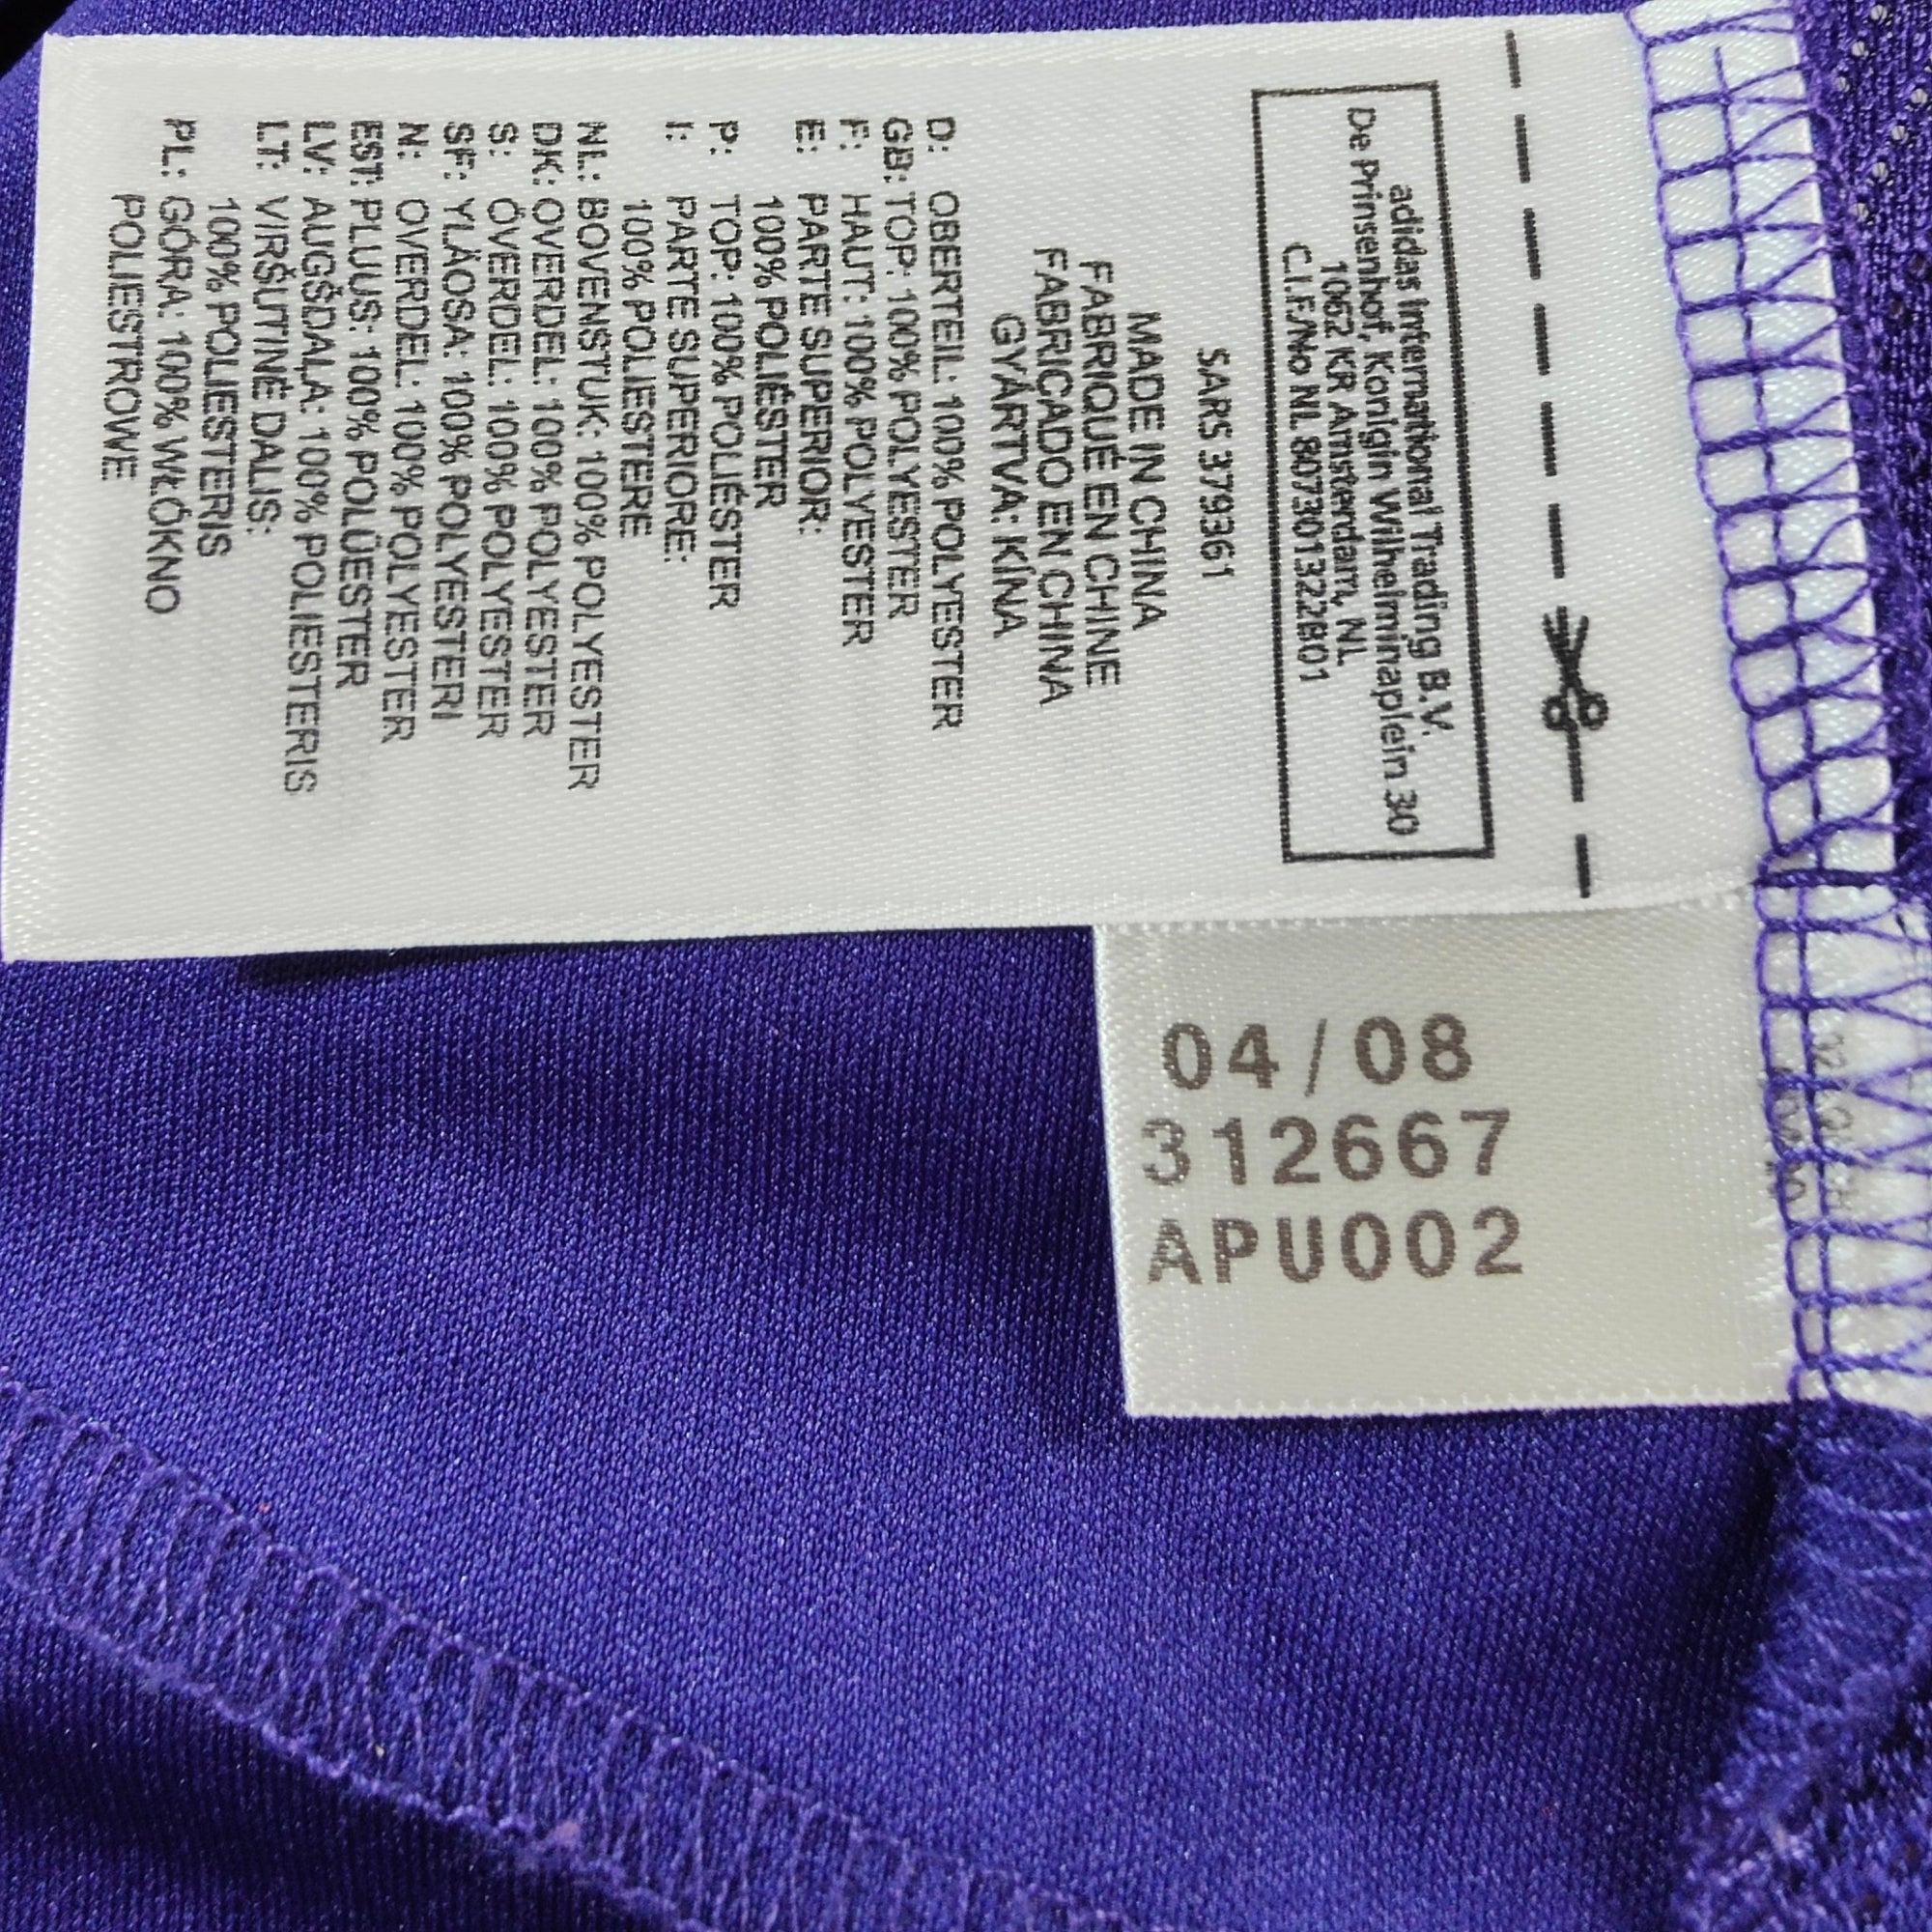 adidas International Trading B.V.
De Prinsenhof, Konigin Wilhelminaplein 30
1062 KR Amsterdam, NL
C.I.F./No NL 807301322B01
SARS 379361
MADE IN CHINA
FABRIQUÉ EN CHINE
FABRICADO EN CHINA
GYÁRTVA: KÍNA
D: OBERTEIL: 100% POLYESTER
GB: TOP: 100% POLYESTER
F: HAUT: 100% POLYESTER
E: PARTE SUPERIOR:
100% POLIÉSTER
P: TOP: 100% POLIÉSTER
I: PARTE SUPERIORE:
100% POLIESTERE
NL: BOVENSTUK: 100% POLYESTER
DK: OVERDEL: 100% POLYESTER
S: ÖVERDEL: 100% POLYESTER
SF: YLÄOSA: 100% POLYESTERI
N: OVERDEL: 100% POLYESTER
EST: PLUUS: 100% POLÜESTER
LV: AUGŠDAĻA: 100% POLIESTERIS
LT: VIRŠUTINĖ DALIS:
100% POLIESTERIS
PL: GÓRA: 100% WŁÓKNO
POLIESTROWE
04/08
312667
APU002